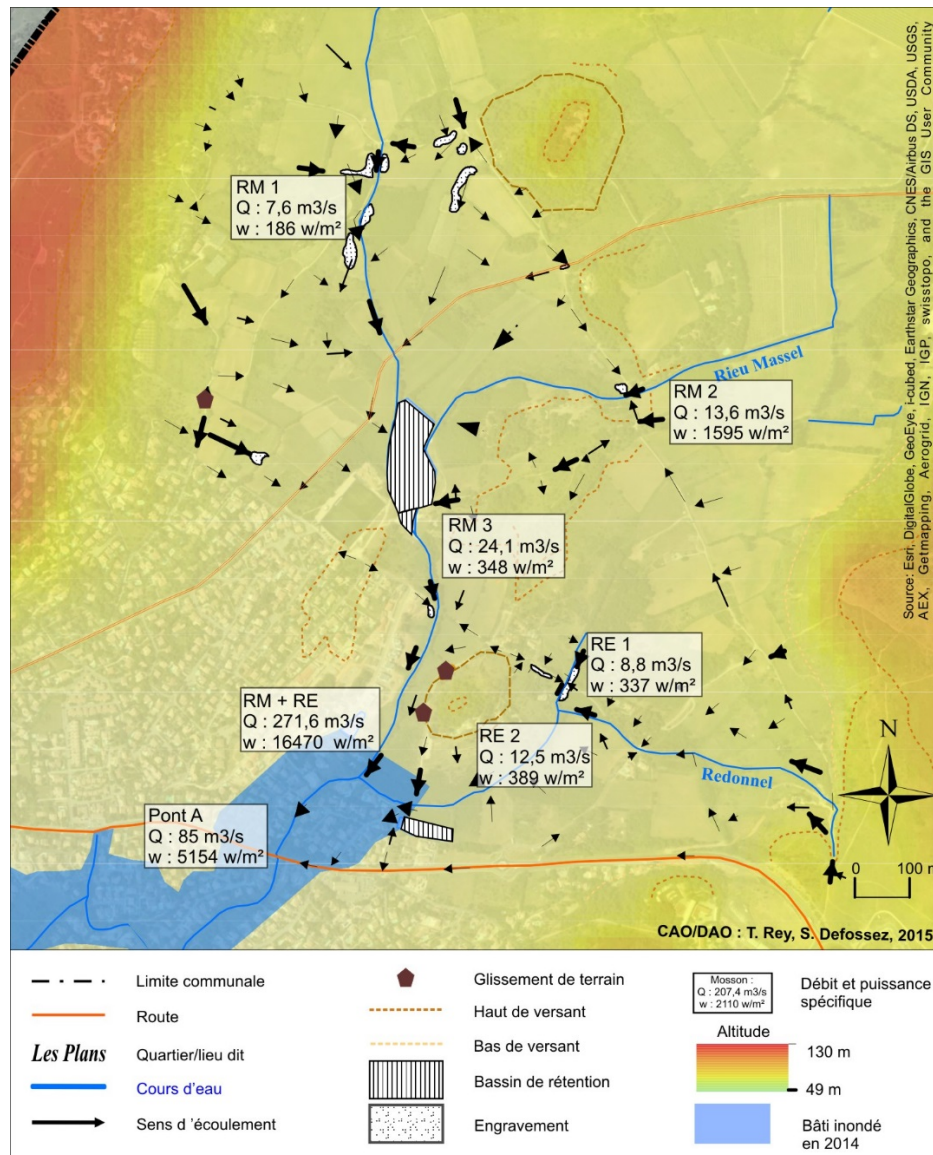 RM 1
Q : 7,6 m3/s
w : 186 w/m²
Rieu Massel
RM 2
Q : 13,6 m3/s
w : 1595 w/m²
RM 3
Q : 24,1 m3/s
w : 348 w/m²
RE 1
Q : 8,8 m3/s
w : 337 w/m²
RM + RE
Q : 271,6 m3/s
w : 16470 w/m²
RE 2
Q : 12,5 m3/s
w : 389 w/m²
Redonnel
N
Pont A
Q : 85 m3/s
w : 5154 w/m²
0 100 m
CAO/DAO : T. Rey, S. Defossez, 2015
Source: Esri, DigitalGlobe, GeoEye, i-cubed, Earthstar Geographics, CNES/Airbus DS, USDA, USGS,
AEX, Getmapping, Aerogrid, IGN, IGP, swisstopo, and the GIS User Community
Limite communale
Route
Les Plans
Quartier/lieu dit
Cours d'eau
Sens d 'écoulement
Glissement de terrain
Haut de versant
Bas de versant
Bassin de rétention
Engravement
Mosson :
Q : 207,4 m3/s
w : 2110 w/m²
Débit et puissance
spécifique
Altitude
130 m
49 m
Bâti inondé
en 2014